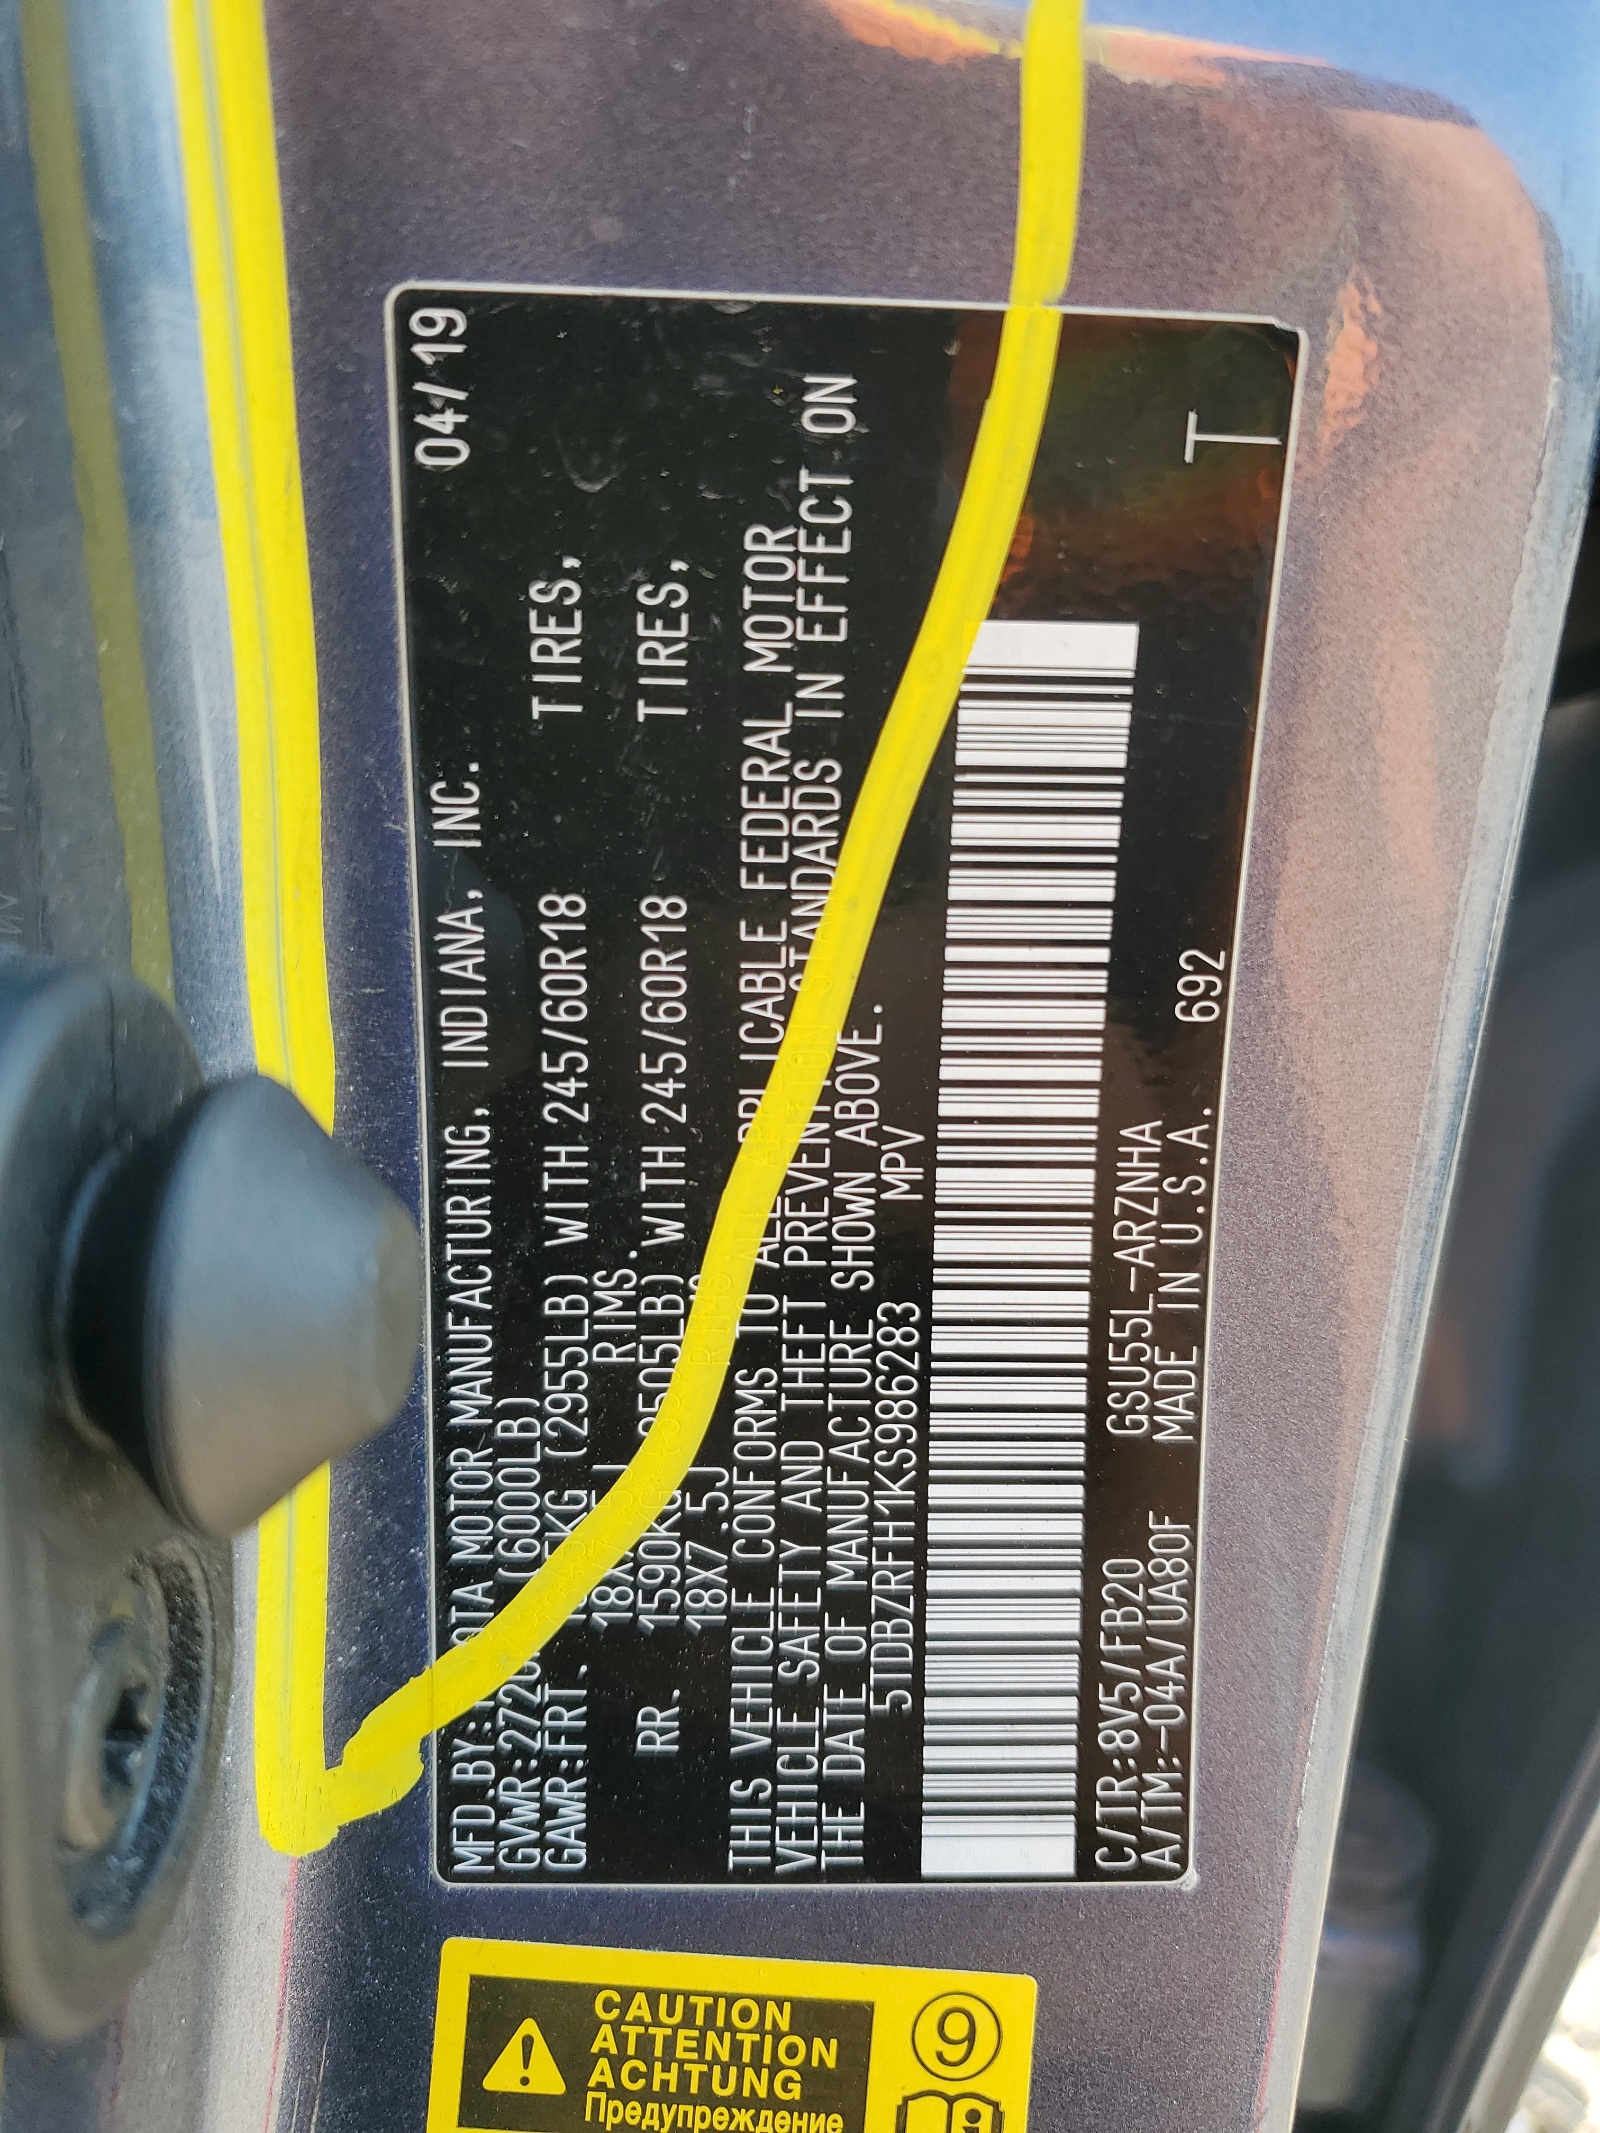 MFD.BY: TOYOTA MOTOR MANUFACTURING, INDIANA, INC. 04/19
GVWR:2720KG (6000LB)
GAWR:FRT. (2955LB) WITH 245/60R18 TIRES,
18X7.5J RIMS.
RR. 1590KG (3505LB) WITH 245/60R18 TIRES,
18X7.5J RIMS
THIS VEHICLE CONFORMS TO ALL APPLICABLE FEDERAL MOTOR
VEHICLE SAFETY AND THEFT PREVENTION STANDARDS IN EFFECT ON
THE DATE OF MANUFACTURE SHOWN ABOVE.
5TDBZRFH1KS986283 MPV
C/TR:8V5/FB20 GSU55L-ARZNHA
A/TM:-04A/UA80F MADE IN U.S.A. 692 T
CAUTION
ATTENTION
ACHTUNG
Предупреждение
9